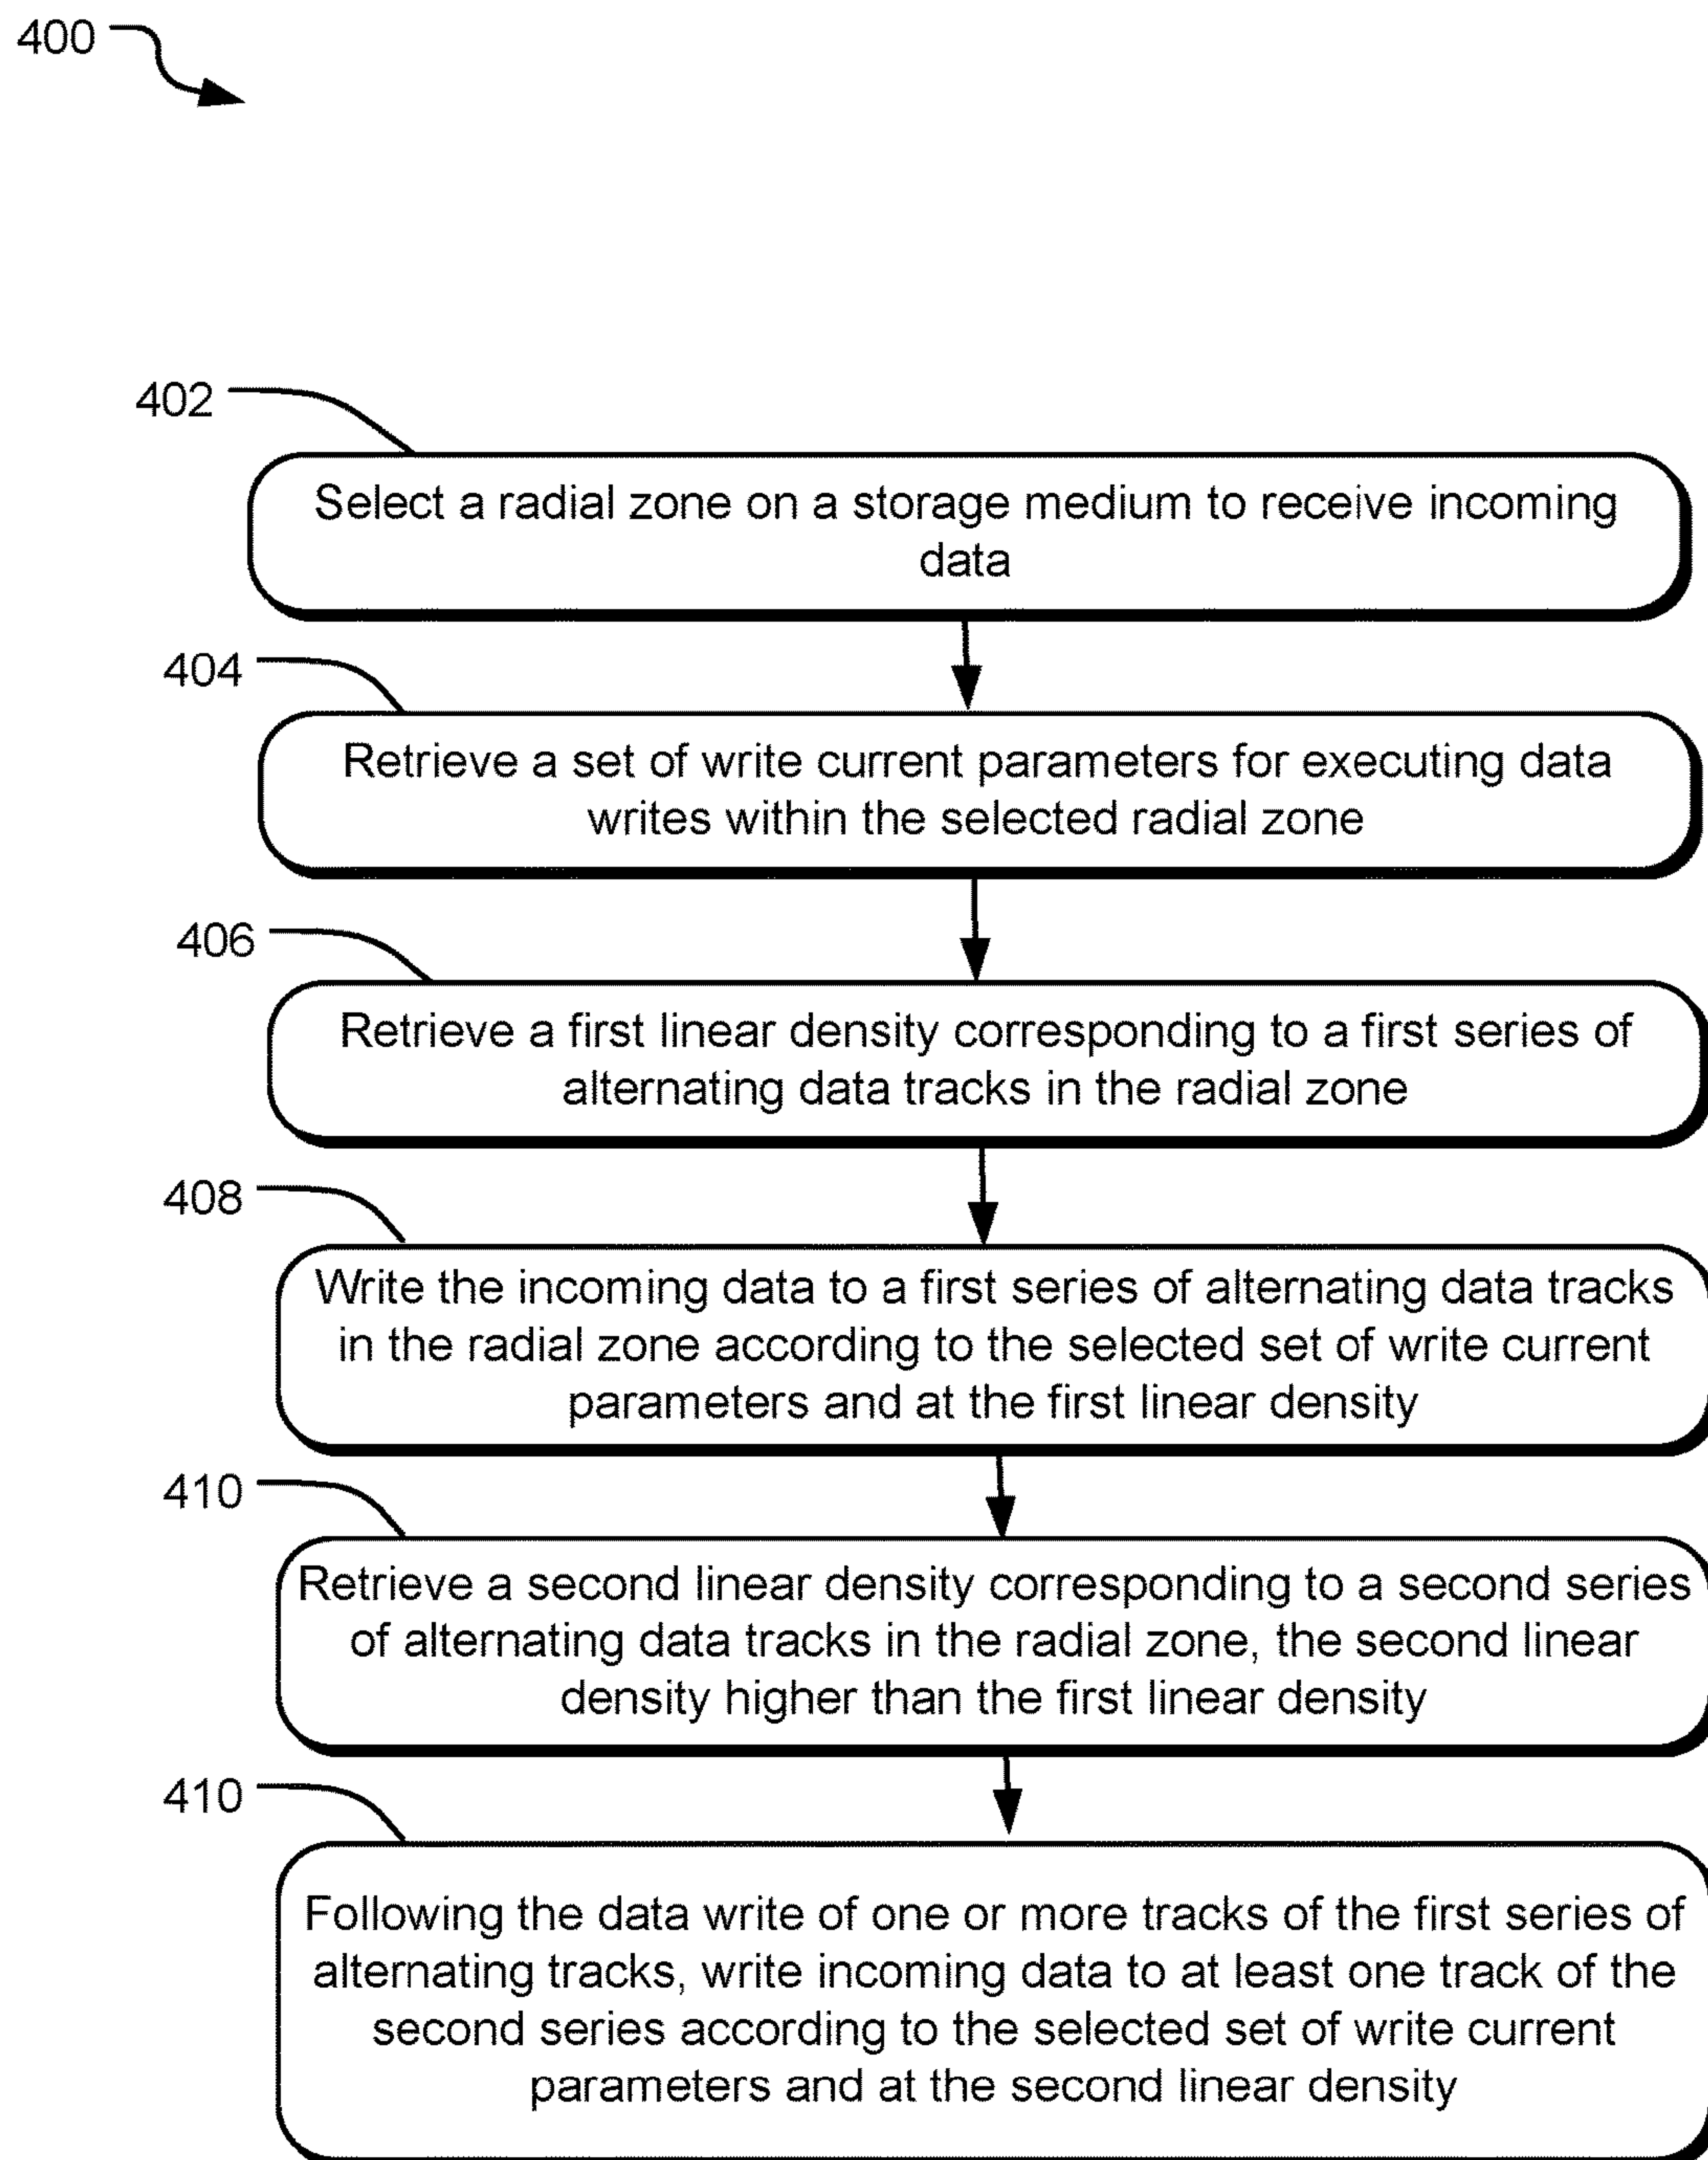 400
402
Select a radial zone on a storage medium to receive incoming
data
404
Retrieve a set of write current parameters for executing data
writes within the selected radial zone
406
Retrieve a first linear density corresponding to a first series of
alternating data tracks in the radial zone
408
Write the incoming data to a first series of alternating data tracks
in the radial zone according to the selected set of write current
parameters and at the first linear density
410
Retrieve a second linear density corresponding to a second series
of alternating data tracks in the radial zone, the second linear
density higher than the first linear density
410
Following the data write of one or more tracks of the first series of
alternating tracks, write incoming data to at least one track of the
second series according to the selected set of write current
parameters and at the second linear density